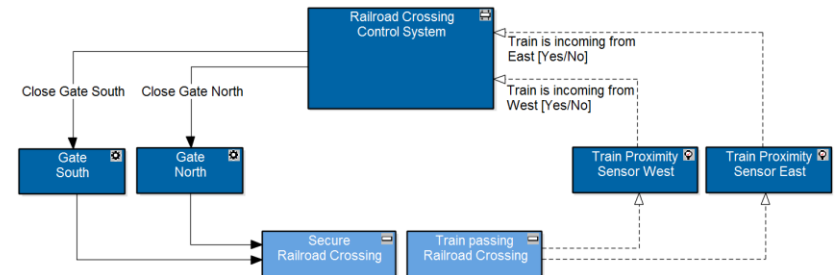 Railroad Crossing
Control System
Train is incoming from
East [Yes/No]
Train is incoming from
West [Yes/No]
Close Gate South
Close Gate North
Gate
South
Gate
North
Train Proximity
Sensor West
Train Proximity
Sensor East
Secure
Railroad Crossing
Train passing
Railroad Crossing